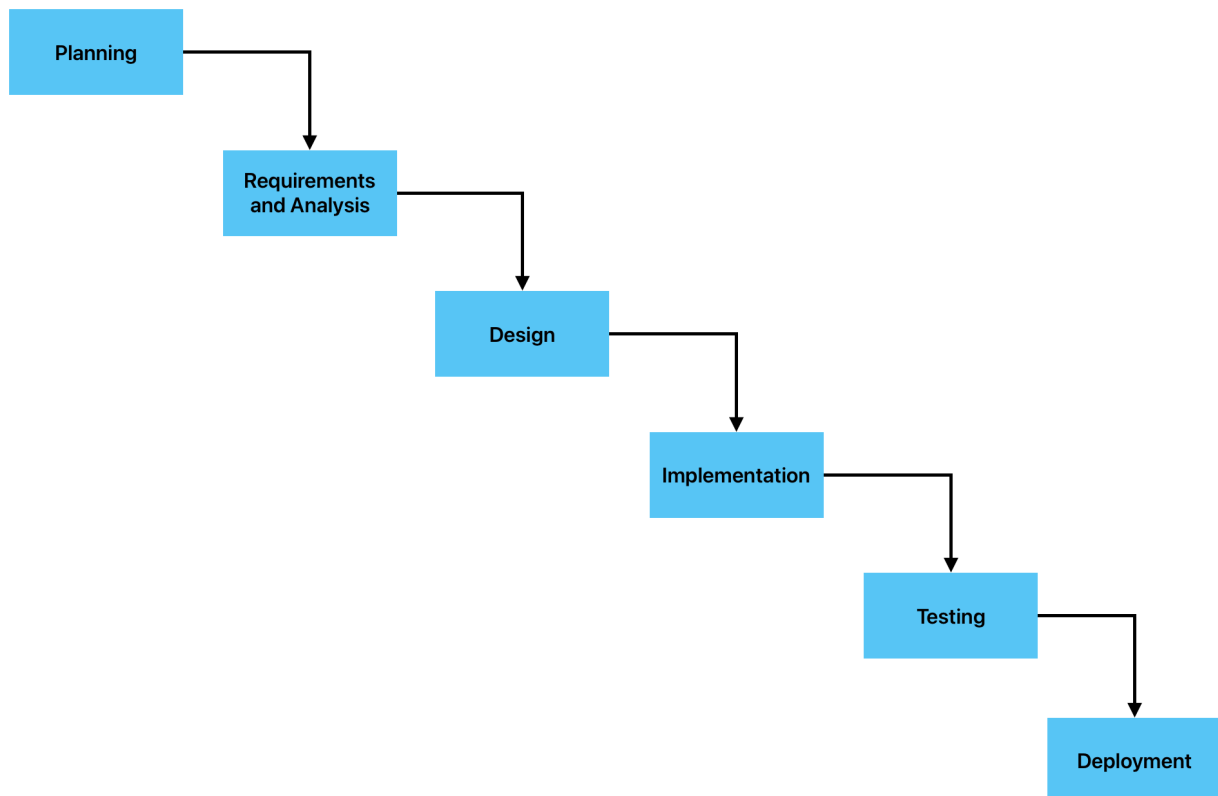 Planning
Requirements
and Analysis
Design
Implementation
Testing
Deployment